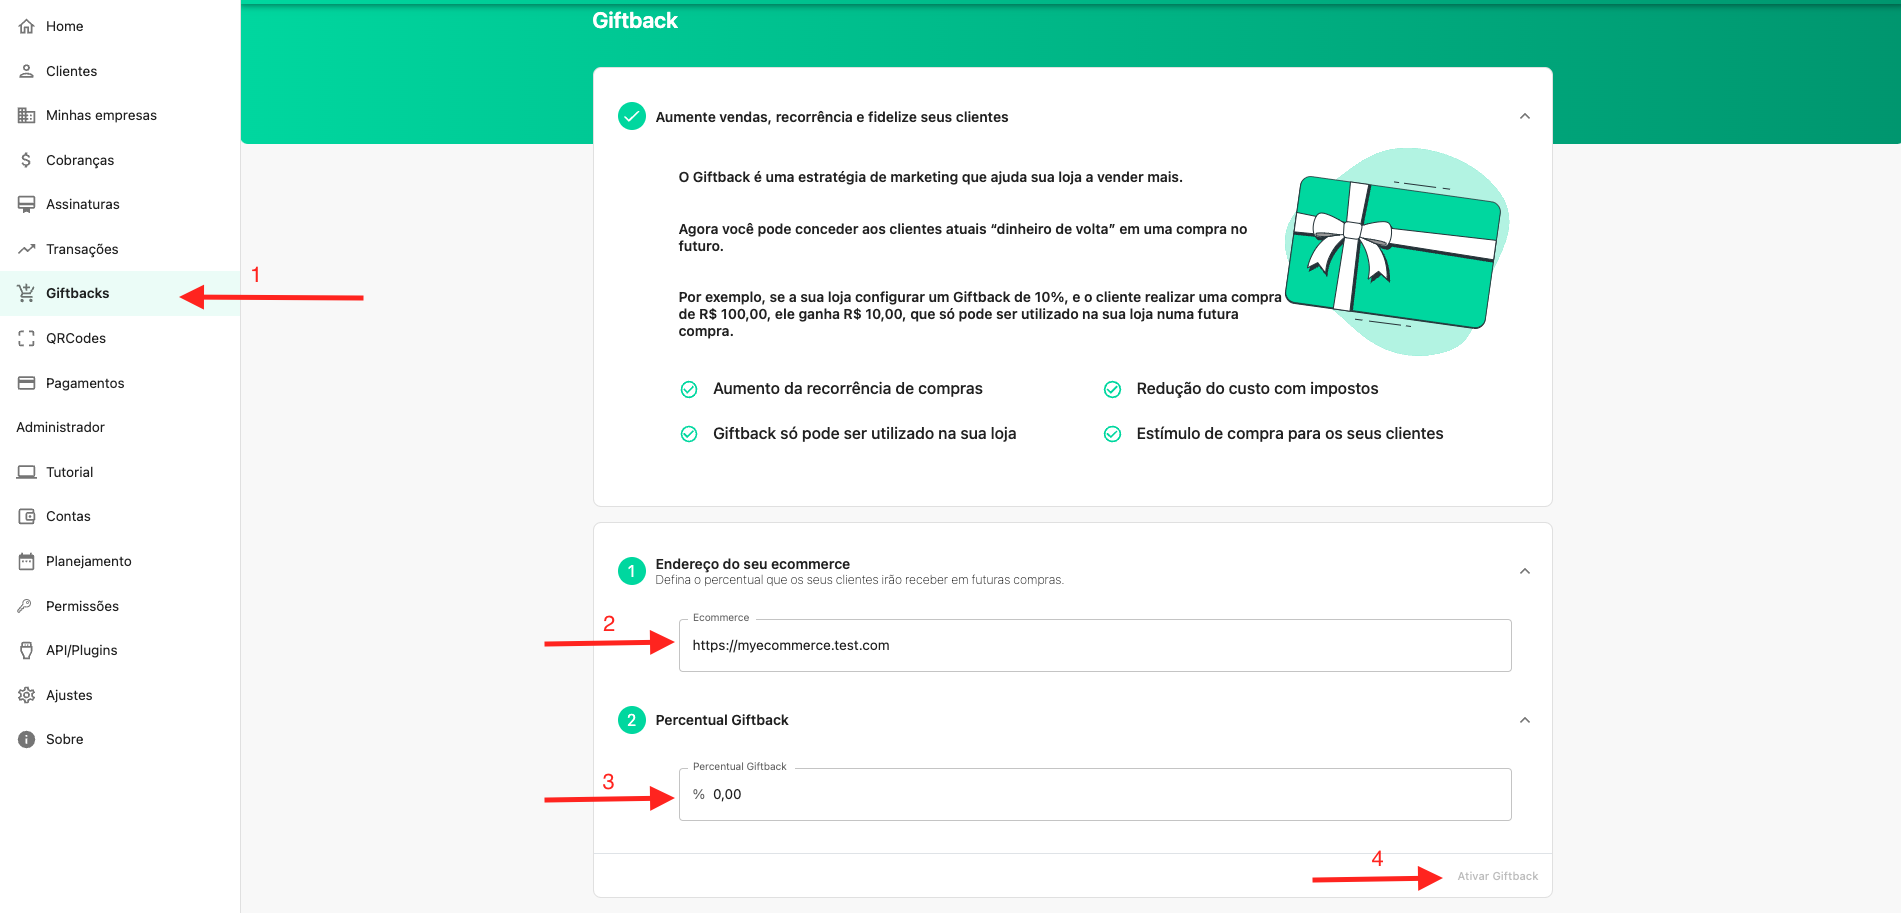 Home
Clientes
Minhas empresas
Cobranças
Assinaturas
Transações
Giftbacks
1
QRCodes
Pagamentos
Administrador
Tutorial
Contas
Planejamento
Permissões
API/Plugins
Ajustes
Sobre
Giftback
Aumente vendas, recorrência e fidelize seus clientes
O Giftback é uma estratégia de marketing que ajuda sua loja a vender mais.
Agora você pode conceder aos clientes atuais “dinheiro de volta” em uma compra no
futuro.
Por exemplo, se a sua loja configurar um Giftback de 10%, e o cliente realizar uma compra
de R$ 100,00, ele ganha R$ 10,00, que só pode ser utilizado na sua loja numa futura
compra.
Aumento da recorrência de compras
Redução do custo com impostos
Giftback só pode ser utilizado na sua loja
Estímulo de compra para os seus clientes
1
Endereço do seu ecommerce
Defina o percentual que os seus clientes irão receber em futuras compras.
2
Ecommerce
https://myecommerce.test.com
2
Percentual Giftback
3
Percentual Giftback
% 0,00
4
Ativar Giftback